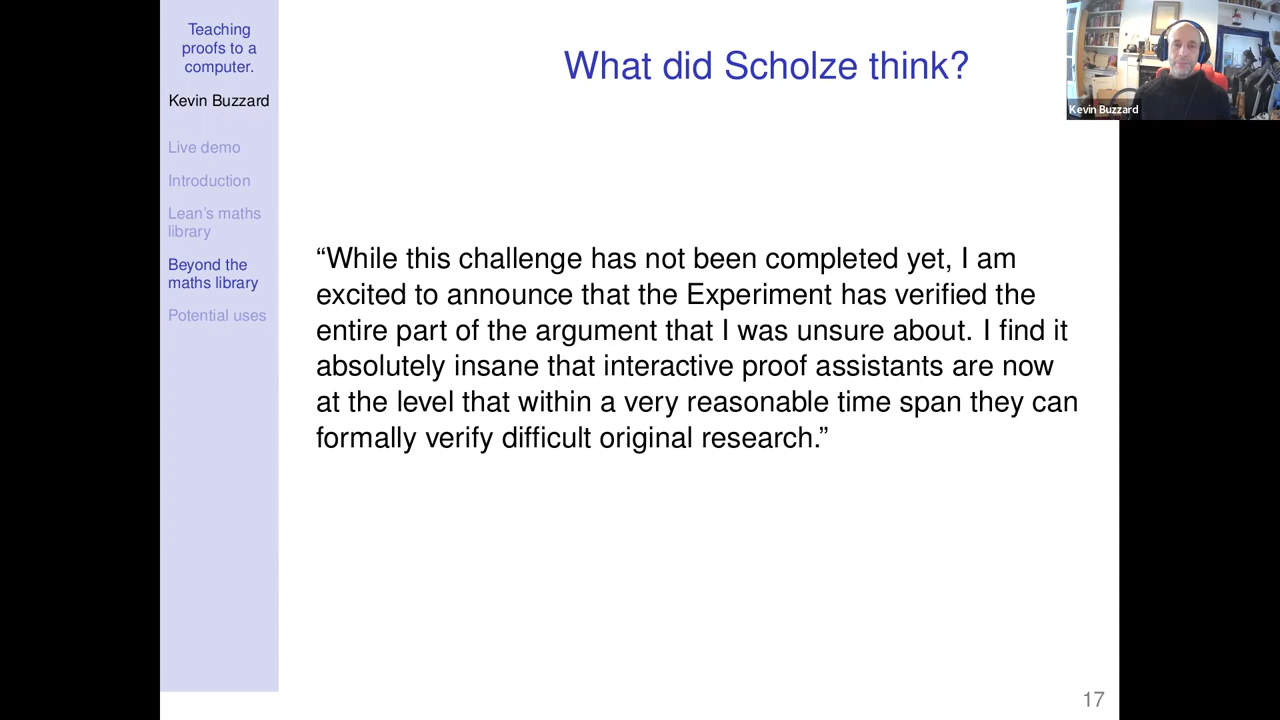 Teaching
proofs to a
computer.
Kevin Buzzard
Live demo
Introduction
Lean's maths
library
Beyond the
maths library
Potential uses
What did Scholze think?
Kevin Buzzard
“While this challenge has not been completed yet, I am
excited to announce that the Experiment has verified the
entire part of the argument that I was unsure about. I find it
absolutely insane that interactive proof assistants are now
at the level that within a very reasonable time span they can
formally verify difficult original research.”
17